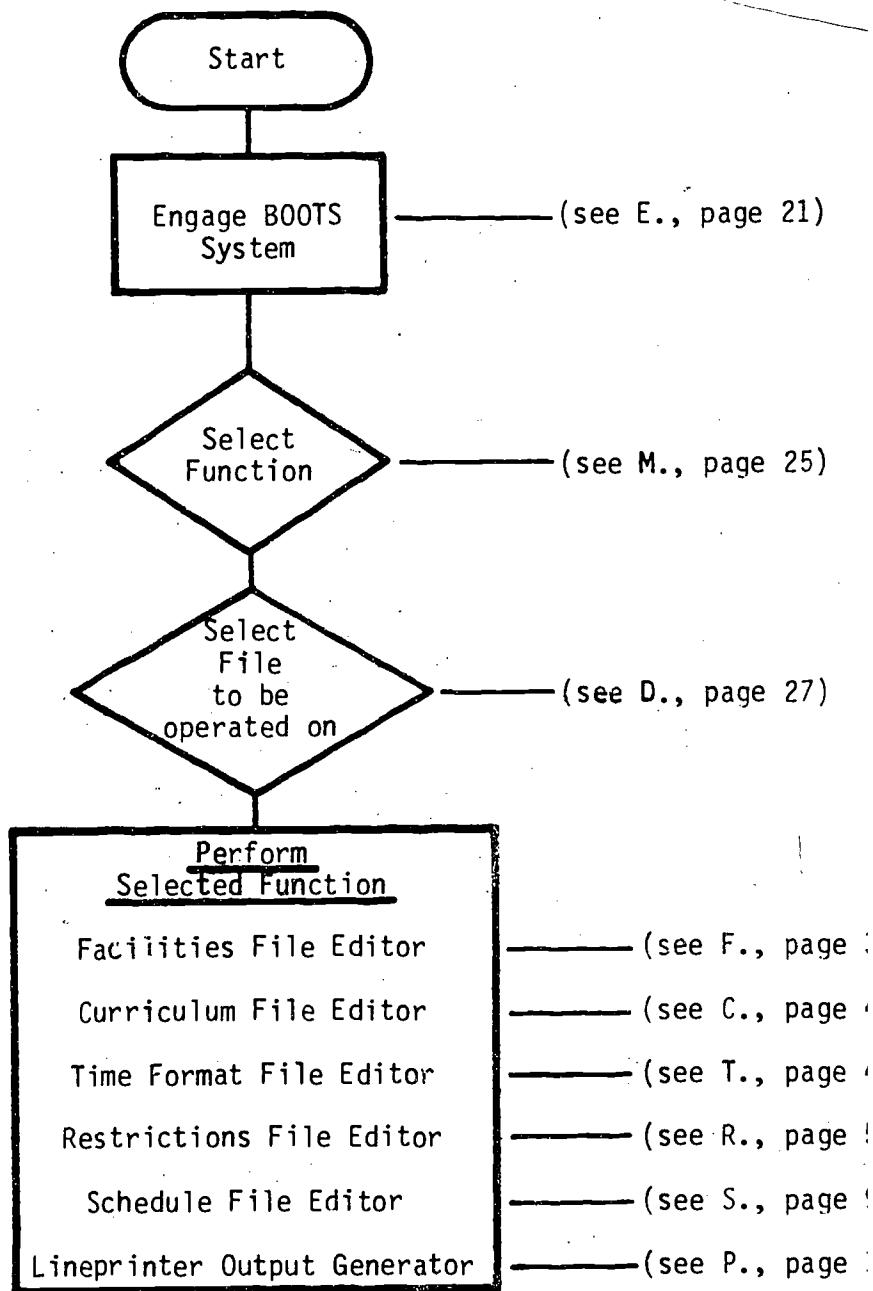 Start
Engage BOOTS
System
(see E., page 21)
Select
Function
(see M., page 25)
Select
File
to be
operated on
(see D., page 27)
Perform
Selected Function
Facilities File Editor
(see F., page
Curriculum File Editor
(see C., page
Time Format File Editor
(see T., page
Restrictions File Editor
(see R., page
Schedule File Editor
(see S., page
Lineprinter Output Generator
(see P., page